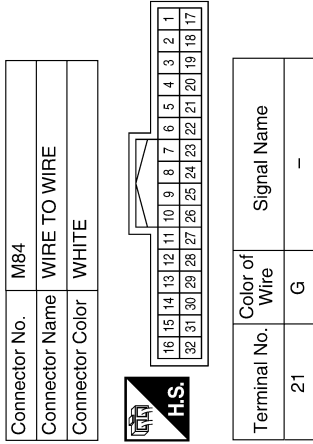 Connector No. M84
Connector Name WIRE TO WIRE
Connector Color WHITE
16 15 14 13 12 11 10 9 8 7 6 5 4 3 2 1
32 31 30 29 28 27 26 25 24 23 22 21 20 19 18 17
H.S.
Terminal No. Color of Wire Signal Name
21 G –